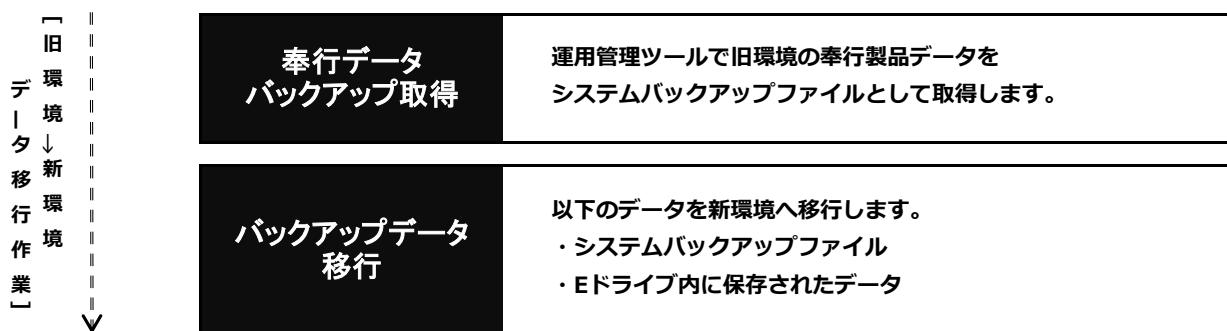 [旧環境→新環境
データ移行作業]
奉行データ
バックアップ取得
運用管理ツールで旧環境の奉行製品データを
システムバックアップファイルとして取得します。
バックアップデータ
移行
以下のデータを新環境へ移行します。
・システムバックアップファイル
・Eドライブ内に保存されたデータ